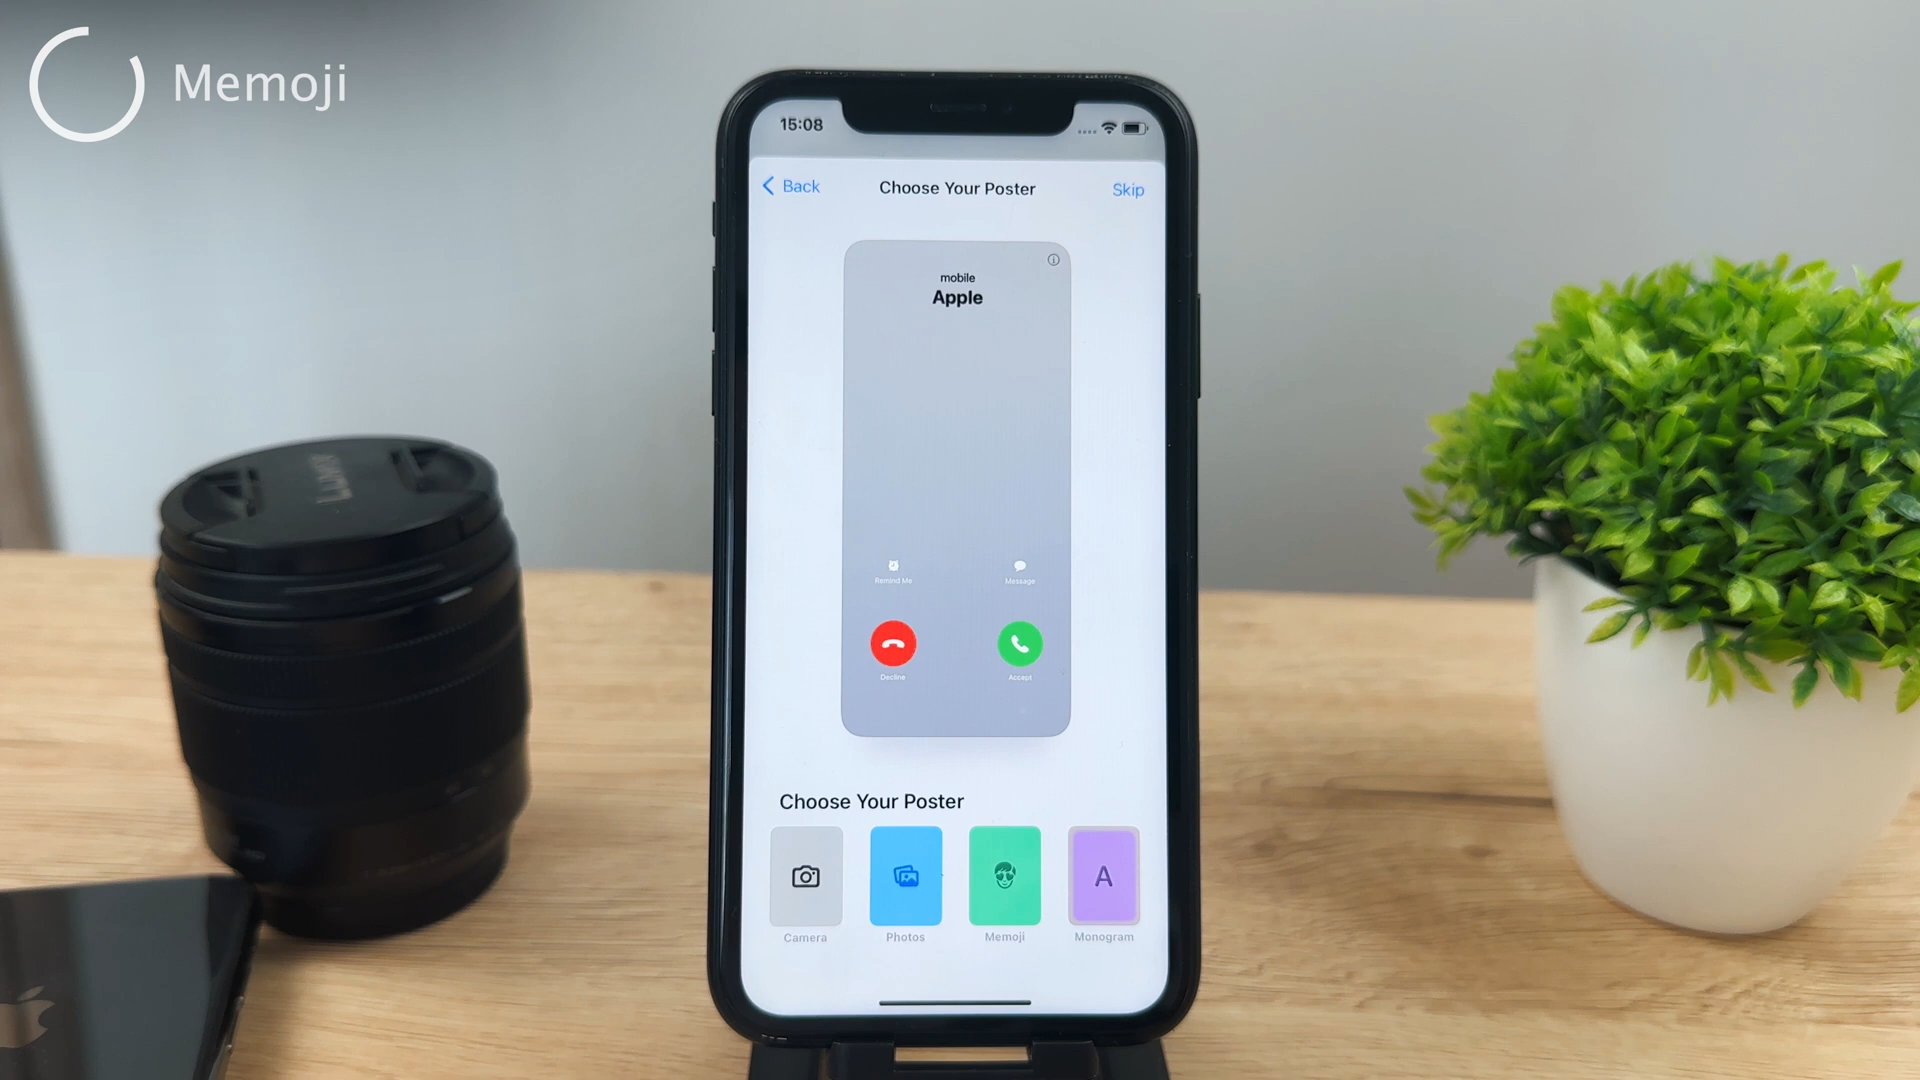 Memoji
15:08
Back
Choose Your Poster
Skip
mobile
Apple
Remind Me
Message
Decline
Accept
Choose Your Poster
A
Camera
Photos
Memoji
Monogram
LUMIX